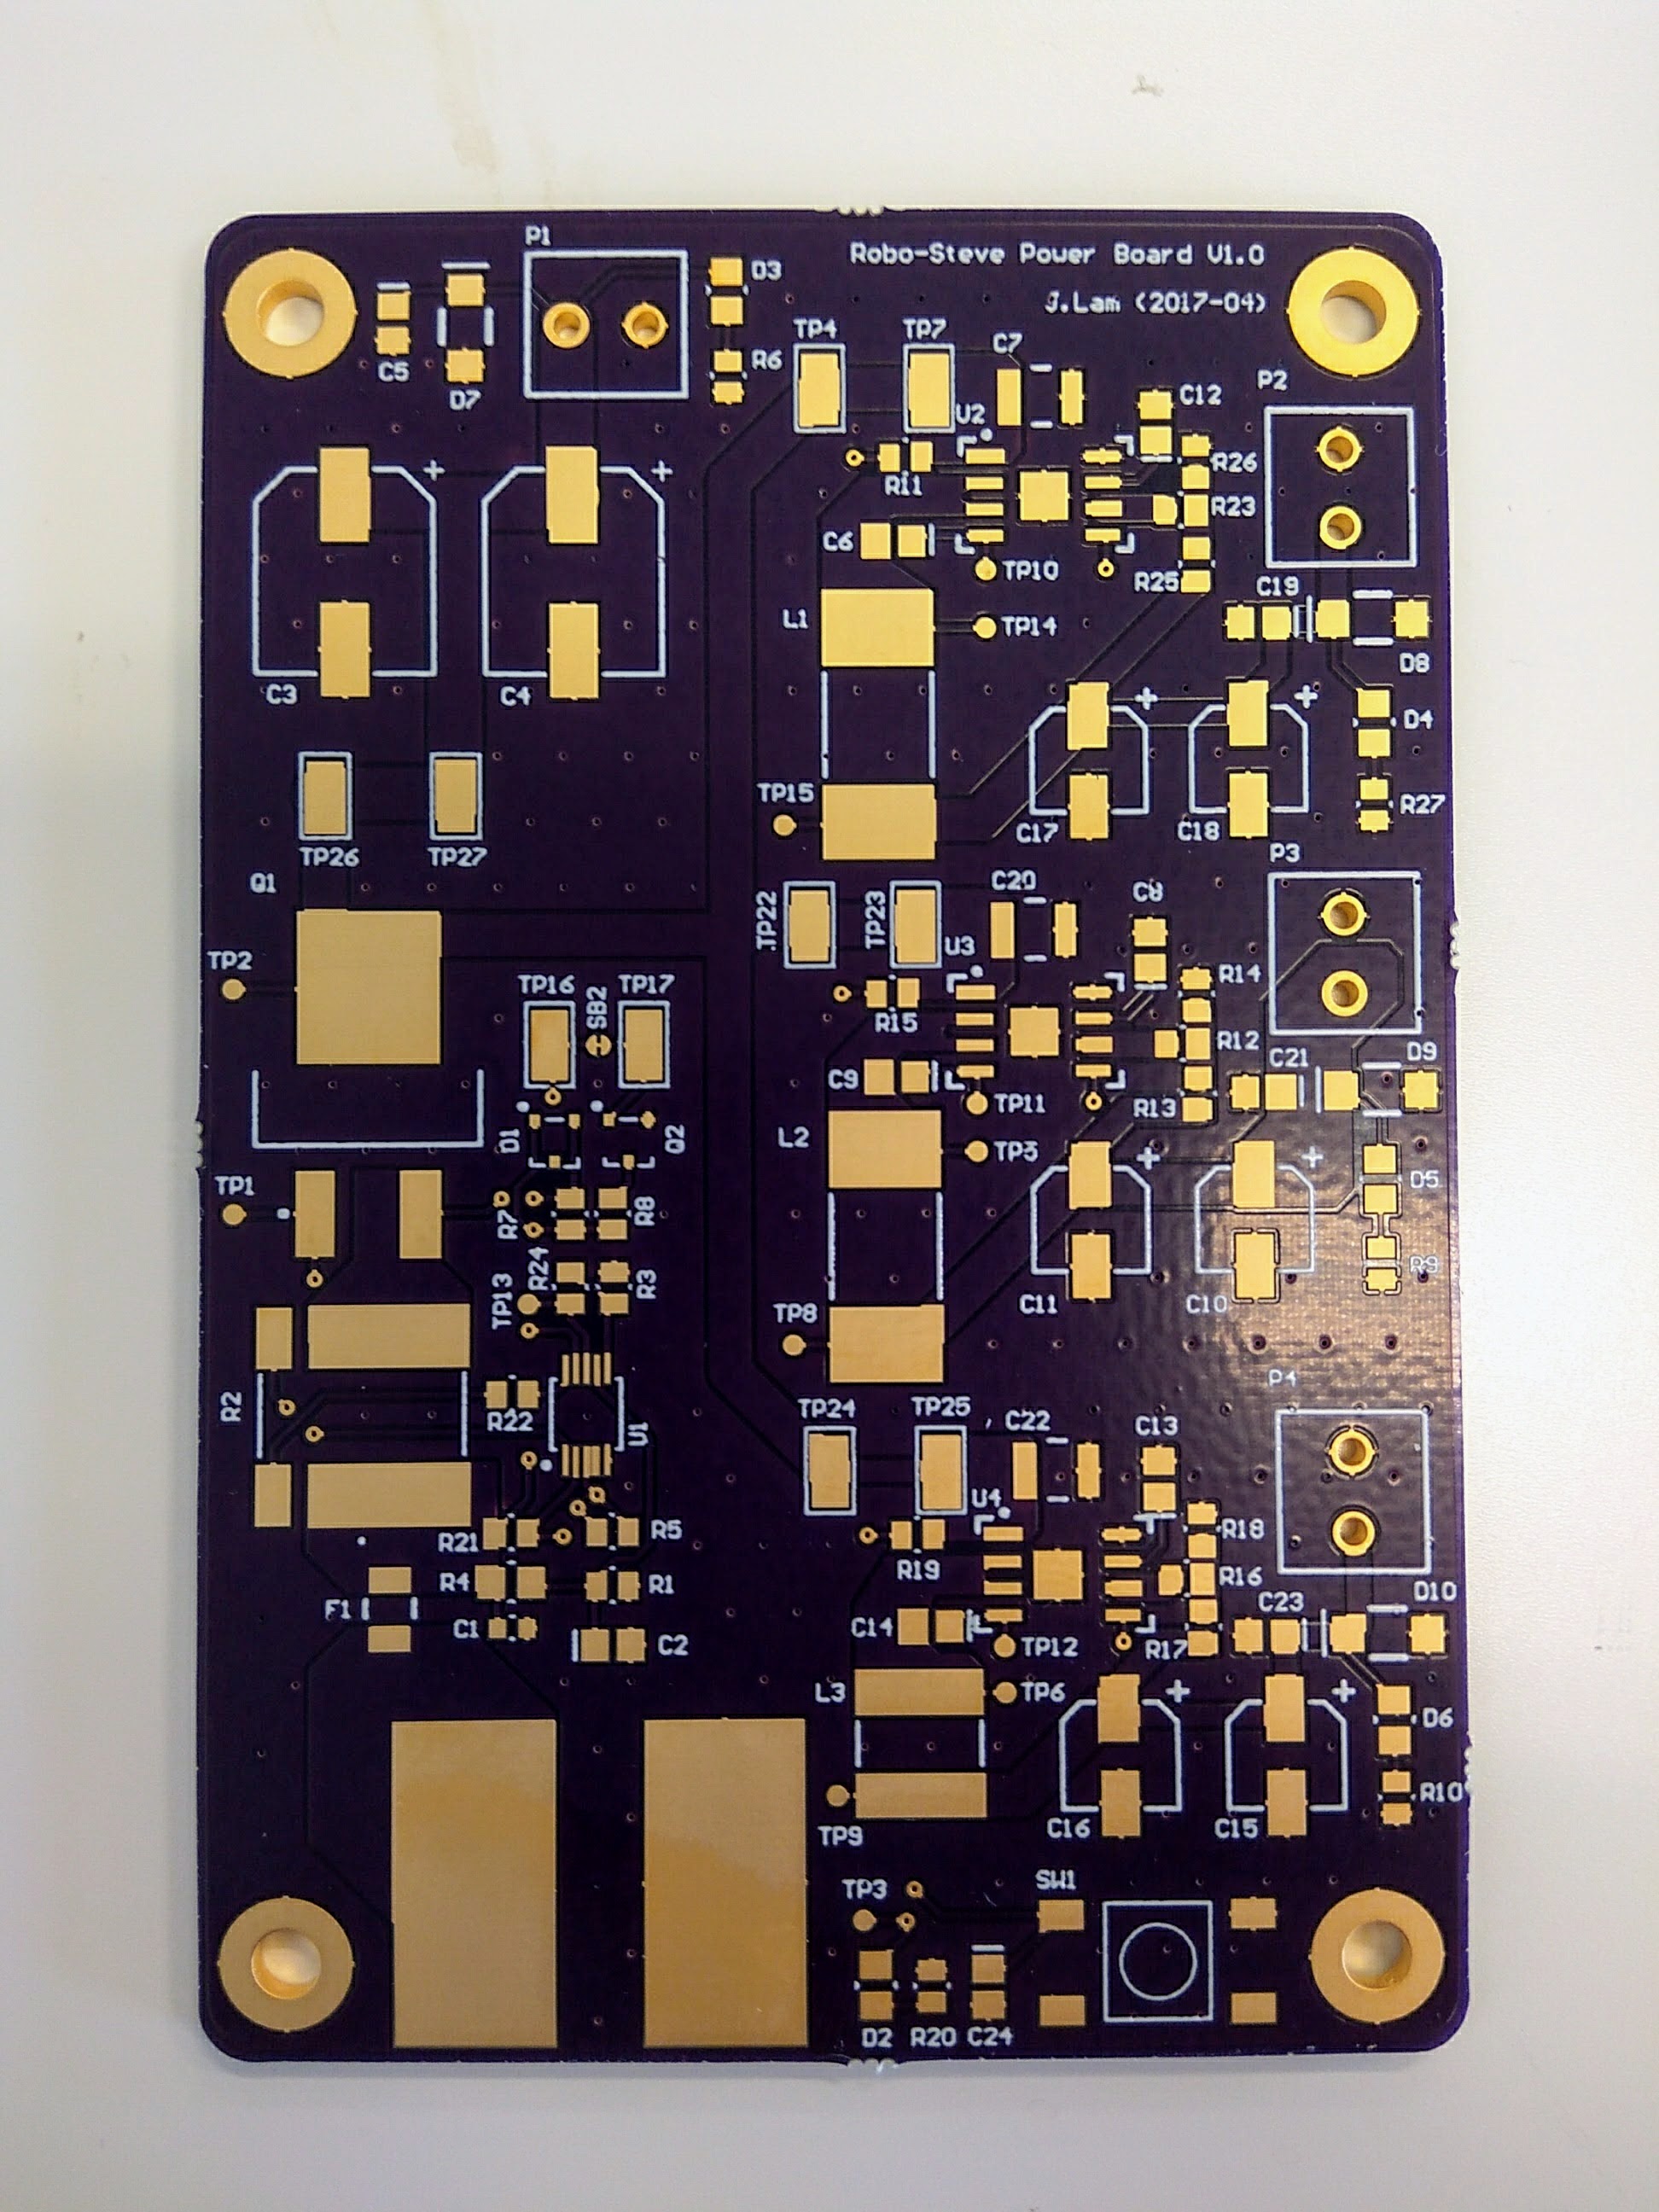 P1
Robo-Steve Power Board V1.0
J.Lam (2017-04)
D3
C5
D7
R6
TP4
TP7
C7
P2
C12
U2
+
+
R11
R26
R23
C6
TP10
R25
C19
L1
TP14
D8
C3
C4
+
+
D4
TP15
C17
C18
R27
TP26
TP27
P3
Q1
TP22
TP23
C20
C8
U3
TP2
TP16
SB2
TP17
R14
R15
R12
C21
D9
C9
TP11
R13
D1
Q2
L2
TP5
+
+
D5
TP1
R7
R8
R24
R3
TP13
R9
C11
C10
TP8
P4
R2
R22
U1
TP24
TP25
C22
C13
U4
R21
R5
R18
R19
R4
R1
R16
D10
F1
C1
C2
C14
C23
TP12
R17
L3
TP6
+
+
D6
R10
TP9
C16
C15
TP3
SW1
D2
R20
C24